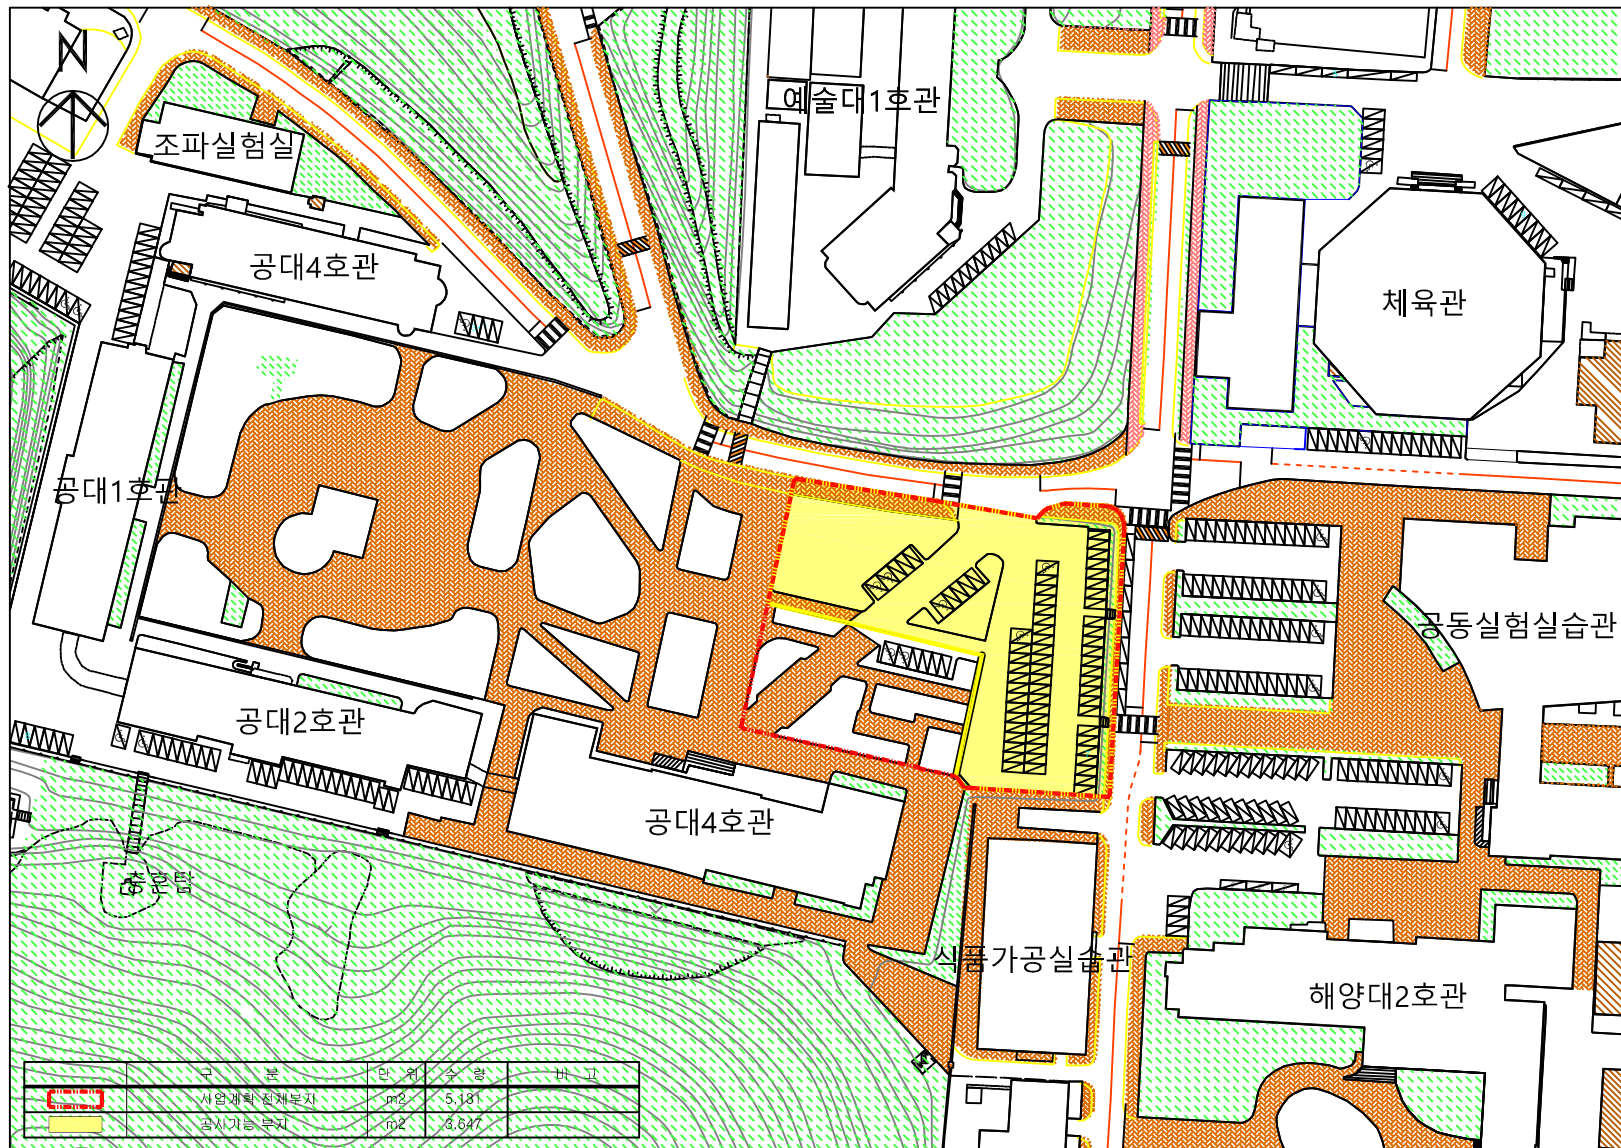 예술대1호관
조파실험실
공대4호관
체육관
공대1호관
공동실험실습관
공대2호관
공대4호관
충혼탑
식품가공실습관
해양대2호관
구 분 단 위 수 량 비 고
사업계획 전체부지 m2 5,131
공사가능 부지 m2 3,647